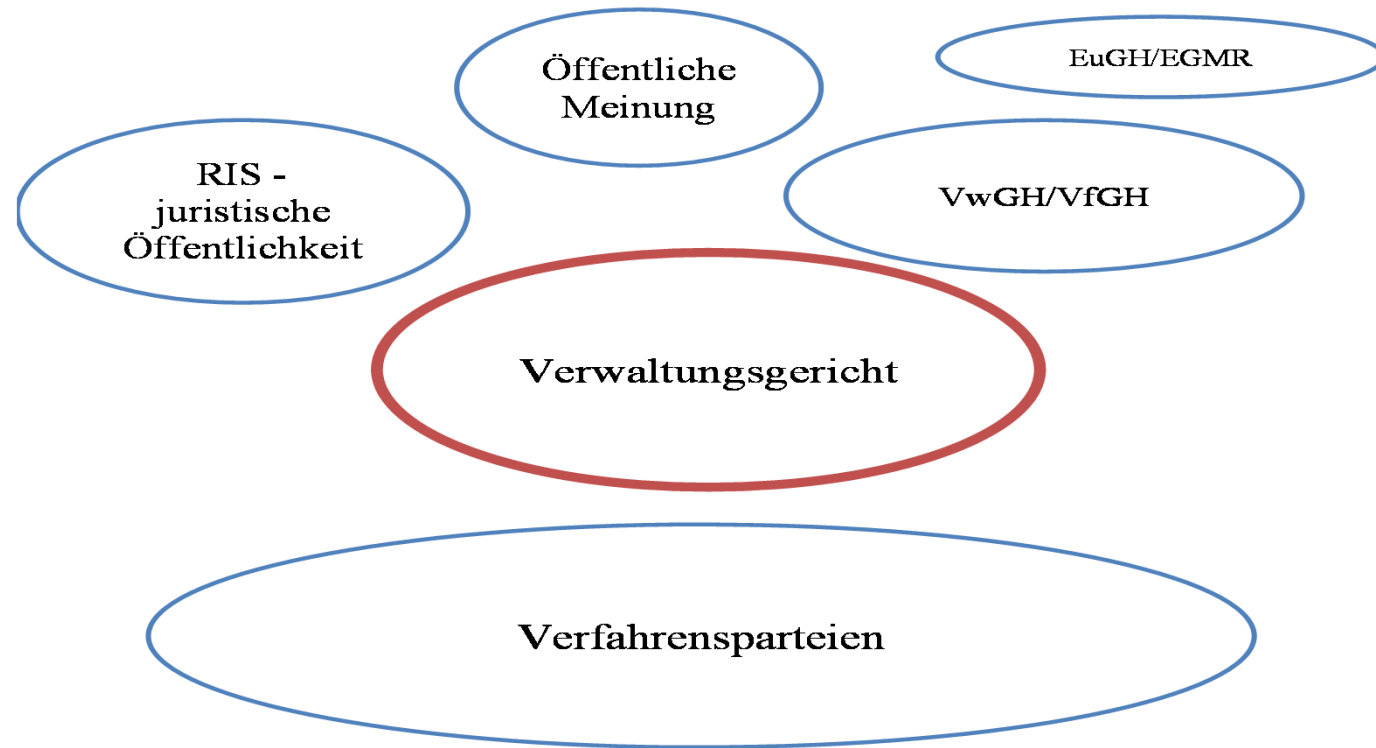 Öffentliche
Meinung
EuGH/EGMR
RIS -
juristische
Öffentlichkeit
VwGH/VfGH
Verwaltungsgericht
Verfahrensparteien